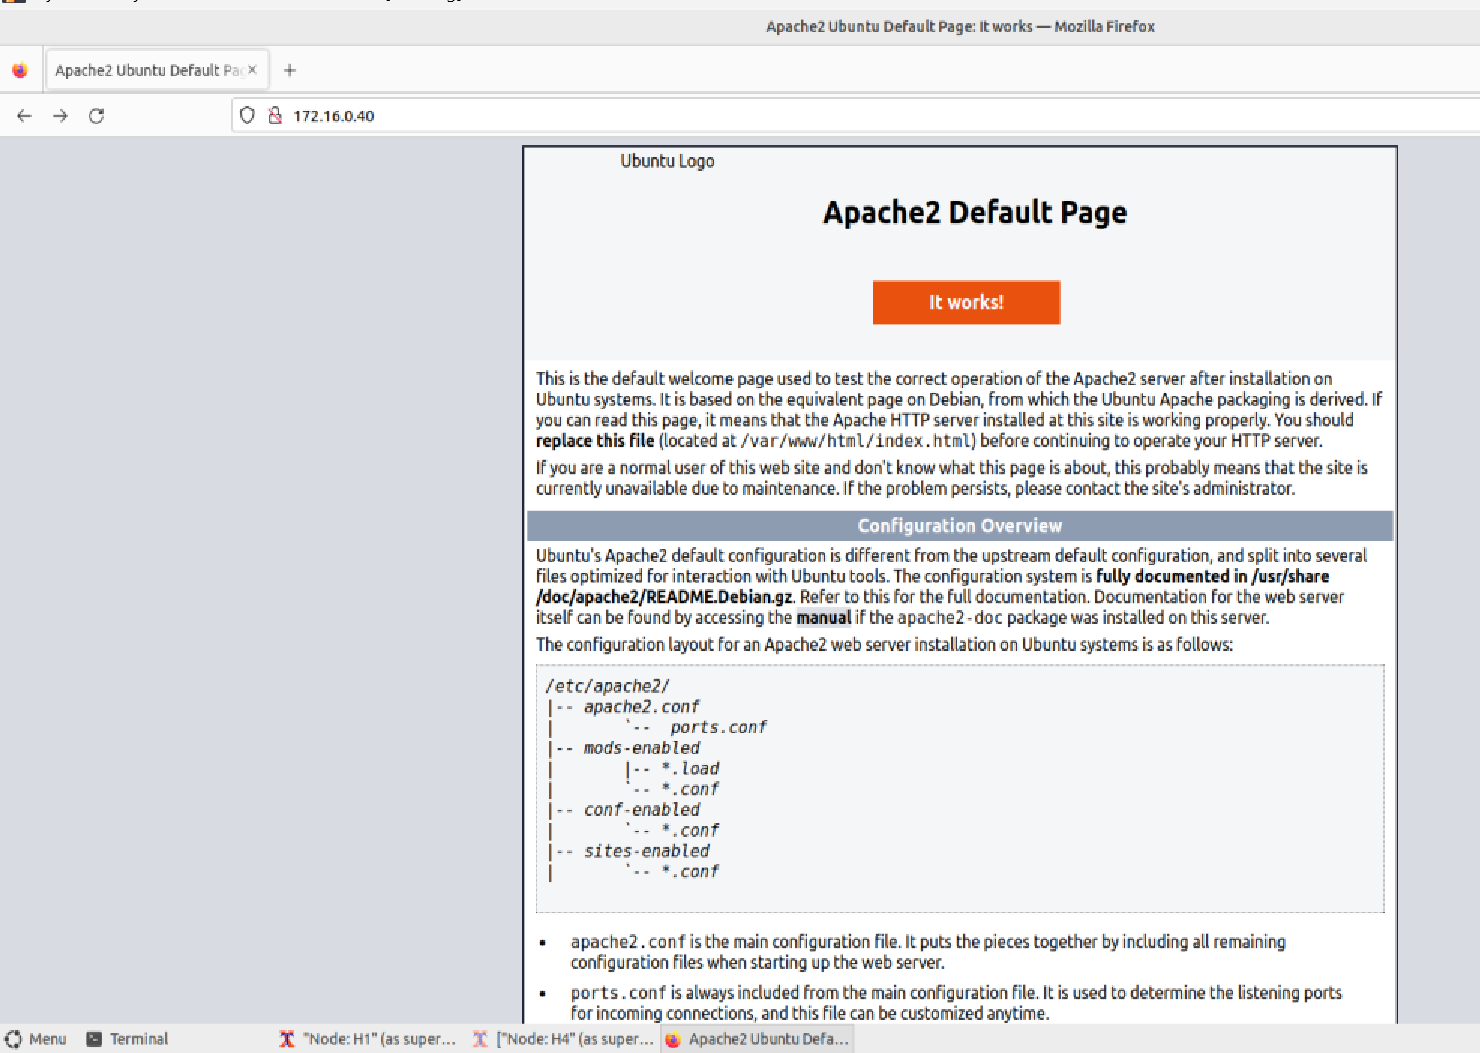 Apache2 Ubuntu Default Page: It works — Mozilla Firefox
Apache2 Ubuntu Default Pa
172.16.0.40
Ubuntu Logo
Apache2 Default Page
It works!
This is the default welcome page used to test the correct operation of the Apache2 server after installation on
Ubuntu systems. It is based on the equivalent page on Debian, from which the Ubuntu Apache packaging is derived. If
you can read this page, it means that the Apache HTTP server installed at this site is working properly. You should
replace this file (located at /var/www/html/index.html) before continuing to operate your HTTP server.
If you are a normal user of this web site and don't know what this page is about, this probably means that the site is
currently unavailable due to maintenance. If the problem persists, please contact the site's administrator.
Configuration Overview
Ubuntu's Apache2 default configuration is different from the upstream default configuration, and split into several
files optimized for interaction with Ubuntu tools. The configuration system is fully documented in /usr/share
/doc/apache2/README.Debian.gz. Refer to this for the full documentation. Documentation for the web server
itself can be found by accessing the manual if the apache2-doc package was installed on this server.
The configuration layout for an Apache2 web server installation on Ubuntu systems is as follows:
/etc/apache2/
|-- apache2.conf
|       `--  ports.conf
|-- mods-enabled
|       |-- *.load
|       `-- *.conf
|-- conf-enabled
|       `-- *.conf
|-- sites-enabled
|       `-- *.conf
• apache2.conf is the main configuration file. It puts the pieces together by including all remaining
configuration files when starting up the web server.
• ports.conf is always included from the main configuration file. It is used to determine the listening ports
for incoming connections, and this file can be customized anytime.
Menu Terminal "Node: H1" (as super... ["Node: H4" (as super... Apache2 Ubuntu Defa...